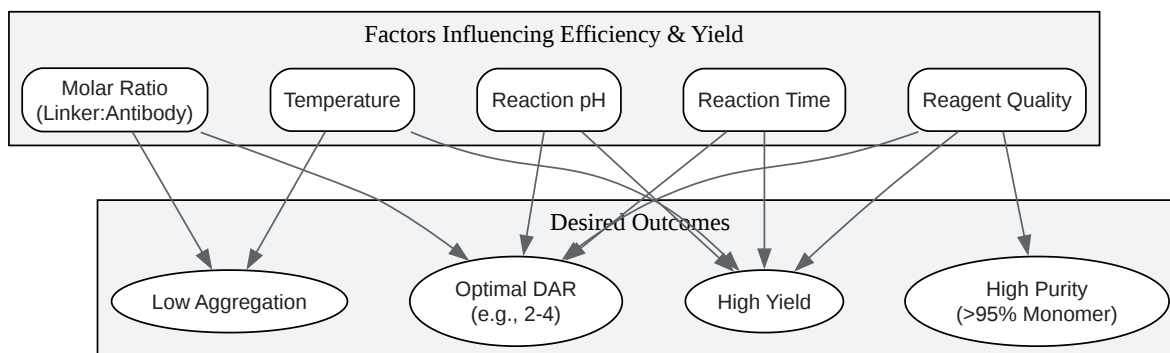 Factors Influencing Efficiency & Yield
Molar Ratio
(Linker:Antibody)
Temperature
Reaction pH
Reaction Time
Reagent Quality
Desired Outcomes
Low Aggregation
Optimal DAR
(e.g., 2-4)
High Yield
High Purity
(>95% Monomer)